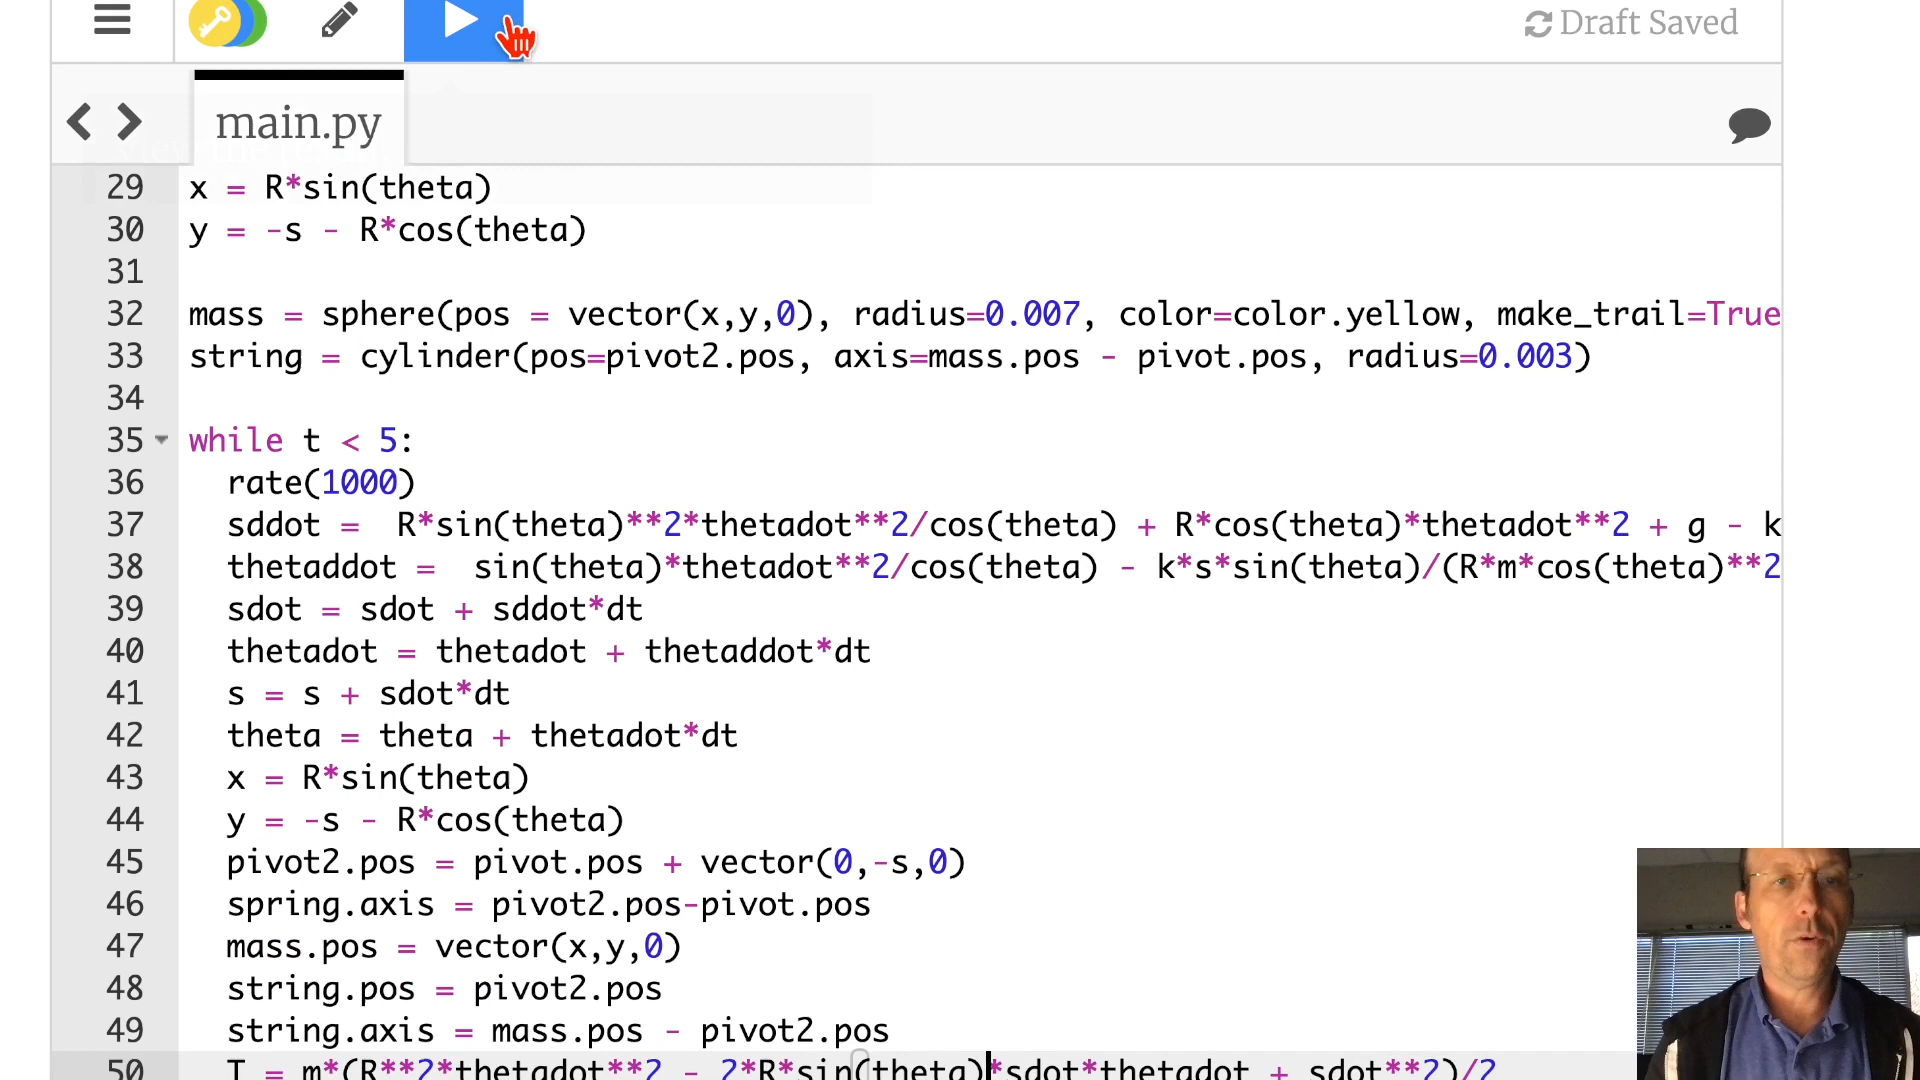 Draft Saved
main.py
29 x = R*sin(theta)
30 y = -s - R*cos(theta)
31
32 mass = sphere(pos = vector(x,y,0), radius=0.007, color=color.yellow, make_trail=True
33 string = cylinder(pos=pivot2.pos, axis=mass.pos - pivot.pos, radius=0.003)
34
35 while t < 5:
36 rate(1000)
37 sddot = R*sin(theta)**2*thetadot**2/cos(theta) + R*cos(theta)*thetadot**2 + g - k
38 thetaddot = sin(theta)*thetadot**2/cos(theta) - k*s*sin(theta)/(R*m*cos(theta)**2
39 sdot = sdot + sddot*dt
40 thetadot = thetadot + thetaddot*dt
41 s = s + sdot*dt
42 theta = theta + thetadot*dt
43 x = R*sin(theta)
44 y = -s - R*cos(theta)
45 pivot2.pos = pivot.pos + vector(0,-s,0)
46 spring.axis = pivot2.pos-pivot.pos
47 mass.pos = vector(x,y,0)
48 string.pos = pivot2.pos
49 string.axis = mass.pos - pivot2.pos
50 T = m*(R**2*thetadot**2 - 2*R*sin(theta)*sdot*thetadot + sdot**2)/2